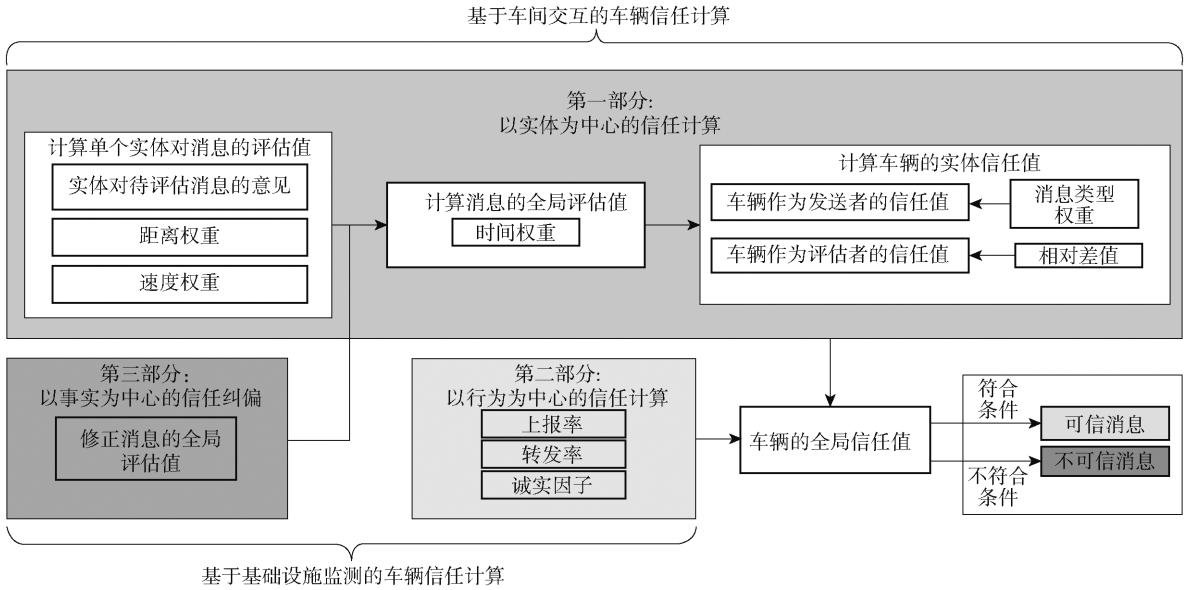 基于车间交互的车辆信任计算
第一部分:
以实体为中心的信任计算
计算单个实体对消息的评估值
实体对待评估消息的意见
距离权重
速度权重
计算消息的全局评估值
时间权重
计算车辆的实体信任值
车辆作为发送者的信任值
消息类型
权重
车辆作为评估者的信任值
相对差值
第三部分:
以事实为中心的信任纠偏
修正消息的全局
评估值
第二部分:
以行为为中心的信任计算
上报率
转发率
诚实因子
车辆的全局信任值
符合
条件
可信消息
不可信消息
不符合
条件
基于基础设施监测的车辆信任计算